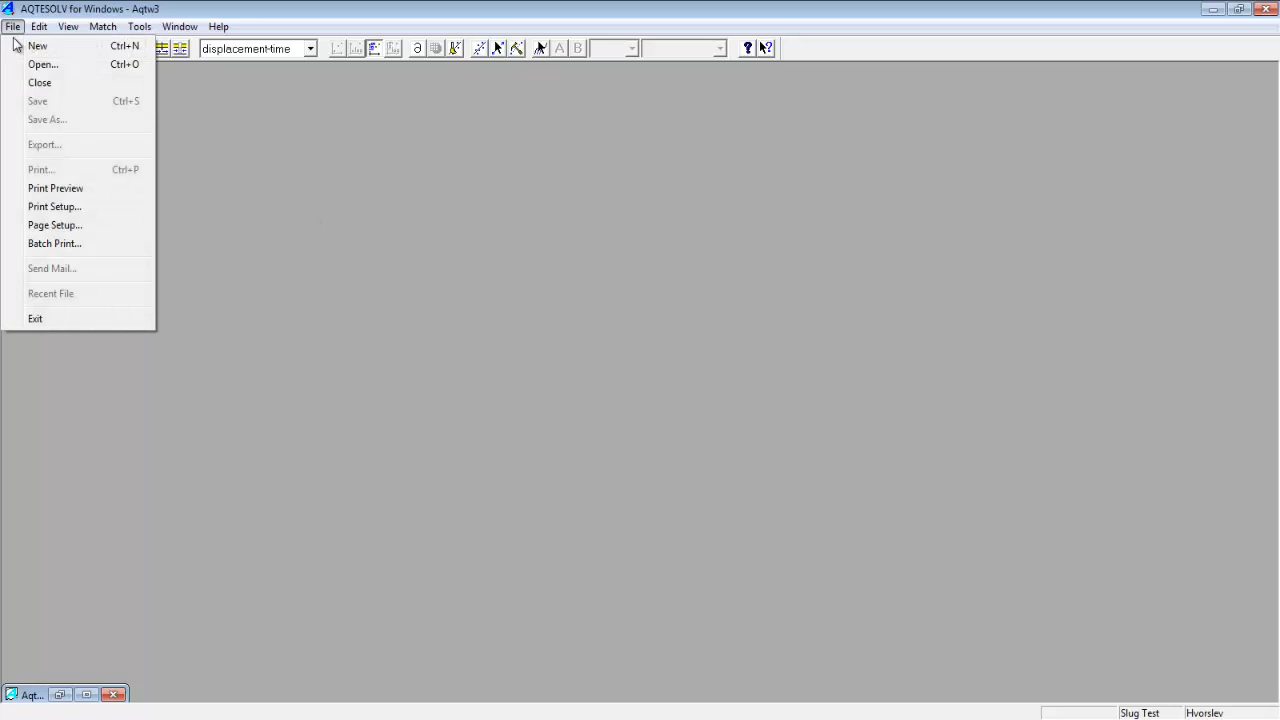 AQTESOLV for Windows - Aqtw3
File Edit View Match Tools Window Help
displacement-time
A B
New Ctrl+N
Open... Ctrl+O
Close
Save Ctrl+S
Save As...
Export...
Print... Ctrl+P
Print Preview
Print Setup...
Page Setup...
Batch Print...
Send Mail...
Recent File
Exit
Aqt...
Slug Test Hvorslev